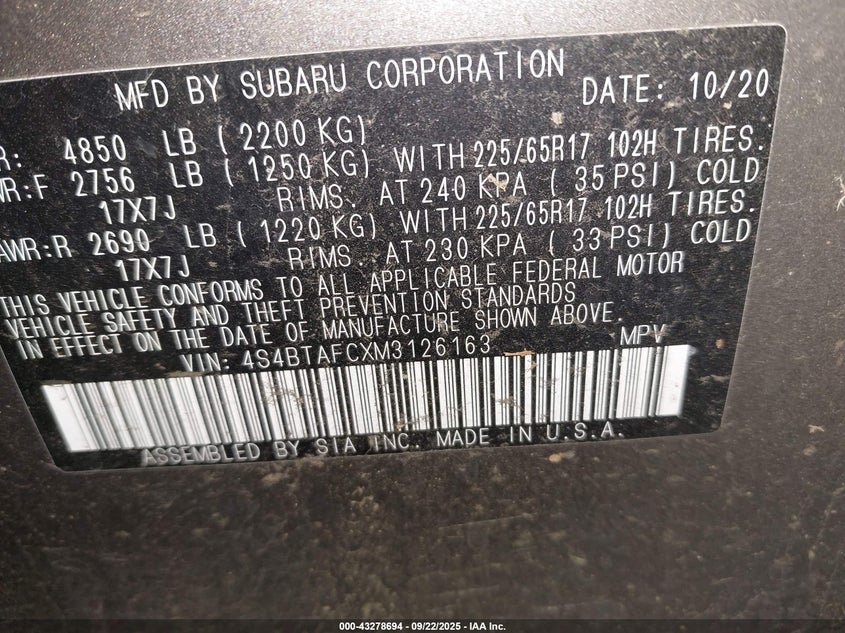 MFD BY SUBARU CORPORATION DATE: 10/20
R: 4850 LB (2200 KG)
WR:F 2756 LB (1250 KG) WITH 225/65R17 102H TIRES.
17X7J RIMS. AT 240 KPA (35 PSI) COLD
AWR:R 2690 LB (1220 KG) WITH 225/65R17 102H TIRES.
17X7J RIMS. AT 230 KPA (33 PSI) COLD
THIS VEHICLE CONFORMS TO ALL APPLICABLE FEDERAL MOTOR
VEHICLE SAFETY AND THEFT PREVENTION STANDARDS
IN EFFECT ON THE DATE OF MANUFACTURE SHOWN ABOVE.
VIN: 4S4BTAFCXM3126163 MPV
ASSEMBLED BY SIA INC. MADE IN U.S.A.
000-43278694 - 09/22/2025 - IAA Inc.